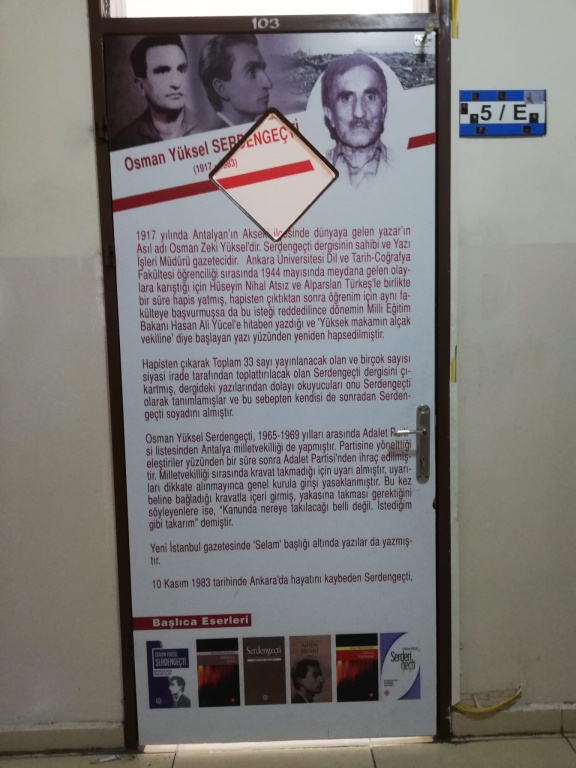 103
5 / E
Osman Yüksel SERDENGEÇTİ
(1917 - 1983)
1917 yılında Antalyan'ın Akseki ilçesinde dünyaya gelen yazar'ın
Asıl adı Osman Zeki Yüksel'dir. Serdengeçti dergisinin sahibi ve Yazı
İşleri Müdürü gazetecidir. Ankara Üniversitesi Dil ve Tarih-Coğrafya
Fakültesi öğrenciliği sırasında 1944 mayısında meydana gelen olay-
lara karıştığı için Hüseyin Nihal Atsız ve Alparslan Türkeş'le birlikte
bir süre hapis yatmış, hapisten çıktıktan sonra öğrenim için aynı fa-
külteye başvurmuşsa da bu isteği reddedilince dönemin Milli Eğitim
Bakanı Hasan Ali Yücel'e hitaben yazdığı ve 'Yüksek makamın alçak
vekiline' diye başlayan yazı yüzünden yeniden hapsedilmiştir.
Hapisten çıkarak Toplam 33 sayı yayınlanacak olan ve birçok sayısı
siyasi irade tarafından toplattırılacak olan Serdengeçti dergisini çı-
kartmış, dergideki yazılarından dolayı okuyucuları onu Serdengeçti
olarak tanımlamışlar ve bu sebepten kendisi de sonradan Serden-
geçti soyadını almıştır.
Osman Yüksel Serdengeçti, 1965-1969 yılları arasında Adalet Parti-
si listesinden Antalya milletvekilliği de yapmıştır. Partisine yönelttiği
eleştiriler yüzünden bir süre sonra Adalet Partisi'nden ihraç edilmiş-
tir. Milletvekilliği sırasında kravat takmadığı için uyarı almıştır, uyarı-
ları dikkate alınmayınca genel kurula girişi yasaklanmıştır. Bu kez
beline bağladığı kravatla içeri girmiş, yakasına takması gerektiğini
söyleyenlere ise, “Kanunda nereye takılacağı belli değil. İstediğim
gibi takarım” demiştir.
Yeni İstanbul gazetesinde 'Selam' başlığı altında yazılar da yazmış-
tır.
10 Kasım 1983 tarihinde Ankara'da hayatını kaybeden Serdengeçti,
Başlıca Eserleri
OSMAN YÜKSEL
SERDENGEÇTİ
Serdengeçti
Serden
geçti